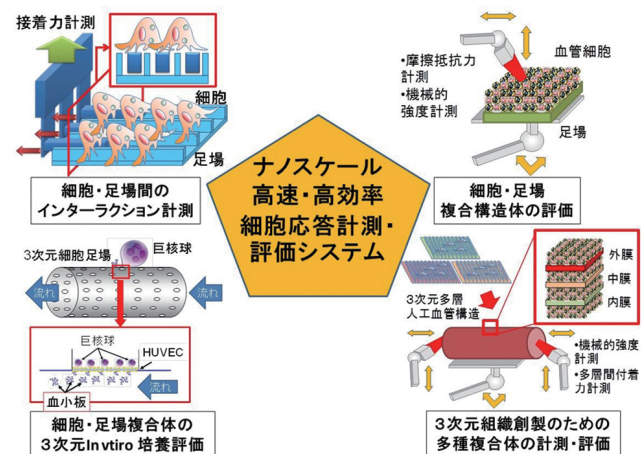 接着力計測
細胞
足場
細胞・足場間の
インターラクション計測
血管細胞
•摩擦抵抗力
計測
•機械的
強度計測
足場
細胞・足場
複合構造体の評価
ナノスケール
高速・高効率
細胞応答計測・
評価システム
3次元細胞足場
巨核球
流れ
流れ
巨核球
HUVEC
流れ
血小板
細胞・足場複合体の
3次元Invtiro 培養評価
3次元多層
人工血管構造
外膜
中膜
内膜
•機械的強度
計測
•多層間付着
力計測
3次元組織創製のための
多種複合体の計測・評価